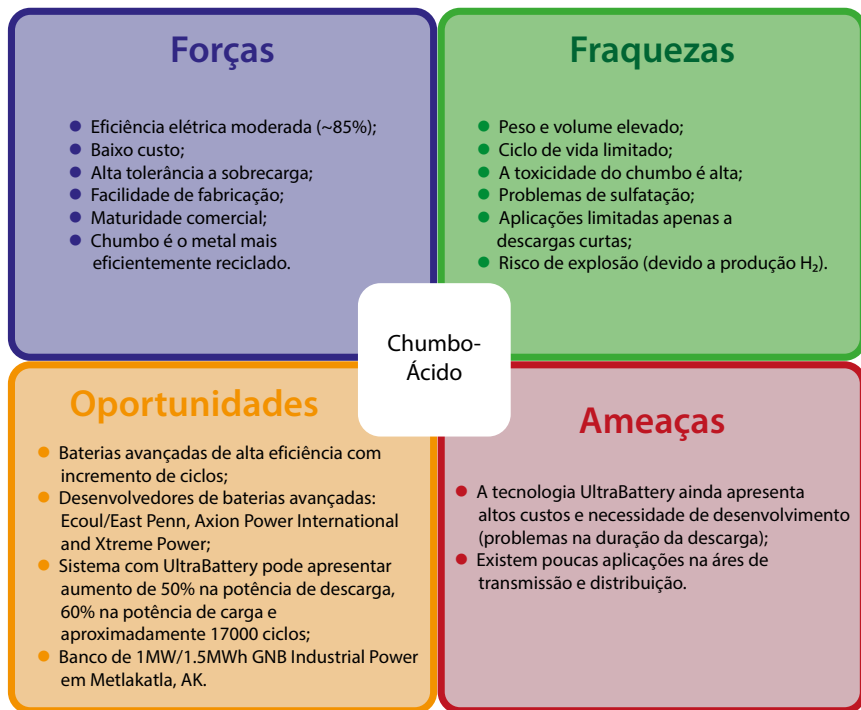 Forças
● Eficiência elétrica moderada (~85%);
● Baixo custo;
● Alta tolerância a sobrecarga;
● Facilidade de fabricação;
● Maturidade comercial;
● Chumbo é o metal mais
eficientemente reciclado.
Fraquezas
● Peso e volume elevado;
● Ciclo de vida limitado;
● A toxicidade do chumbo é alta;
● Problemas de sulfatação;
● Aplicações limitadas apenas a
descargas curtas;
● Risco de explosão (devido a produção H₂).
Chumbo-
Ácido
Oportunidades
● Baterias avançadas de alta eficiência com
incremento de ciclos;
● Desenvolvedores de baterias avançadas:
Ecoul/East Penn, Axion Power International
and Xtreme Power;
● Sistema com UltraBattery pode apresentar
aumento de 50% na potência de descarga,
60% na potência de carga e
aproximadamente 17000 ciclos;
● Banco de 1MW/1.5MWh GNB Industrial Power
em Metlakatla, AK.
Ameaças
● A tecnologia UltraBattery ainda apresenta
altos custos e necessidade de desenvolvimento
(problemas na duração da descarga);
● Existem poucas aplicações na áres de
transmissão e distribuição.